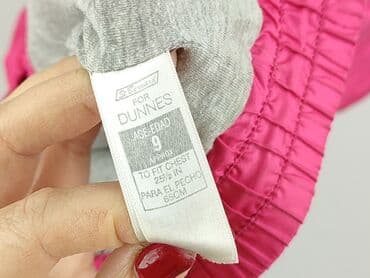 FOR
DUNNES
AGE-EDAD
9
TO FIT CHEST
25½ IN
PARA EL PECHO
65CM